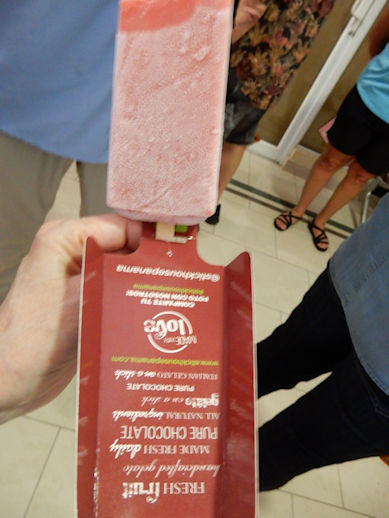 FRESH fruit
handcrafted gelato
MADE FRESH daily
PURE CHOCOLATE
ALL NATURAL ingredients
gelato on a stick
PURE CHOCOLATE
ITALIAN GELATO on a stick
www.stickhousepanama.com
MADE WITH
love
COMPARTE TU
FOTO CON NOSOTROS!
#stickhousepanama
@stickhousepanama